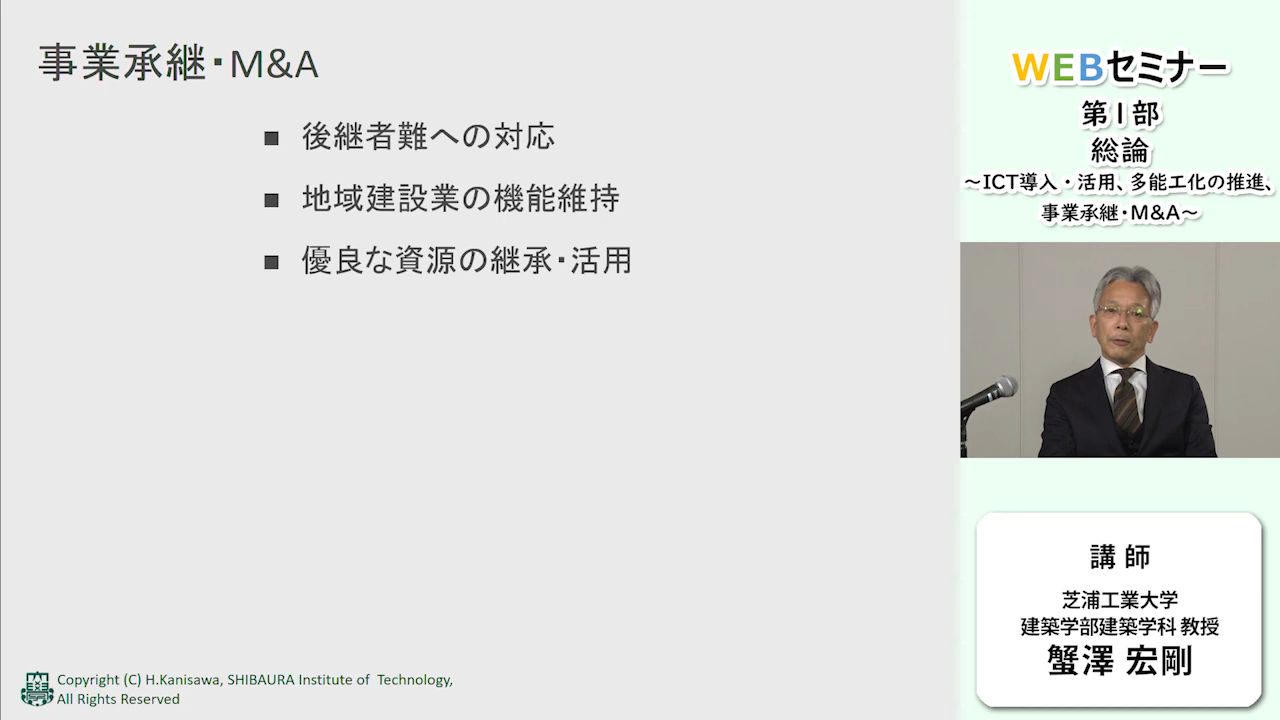 事業承継・M&A
■ 後継者難への対応
■ 地域建設業の機能維持
■ 優良な資源の継承・活用
Copyright (C) H.Kanisawa, SHIBAURA Institute of Technology,
All Rights Reserved
WEBセミナー
第1部
総論
～ICT導入・活用、多能工化の推進、
事業承継・M&A～
講 師
芝浦工業大学
建築学部建築学科 教授
蟹澤 宏剛